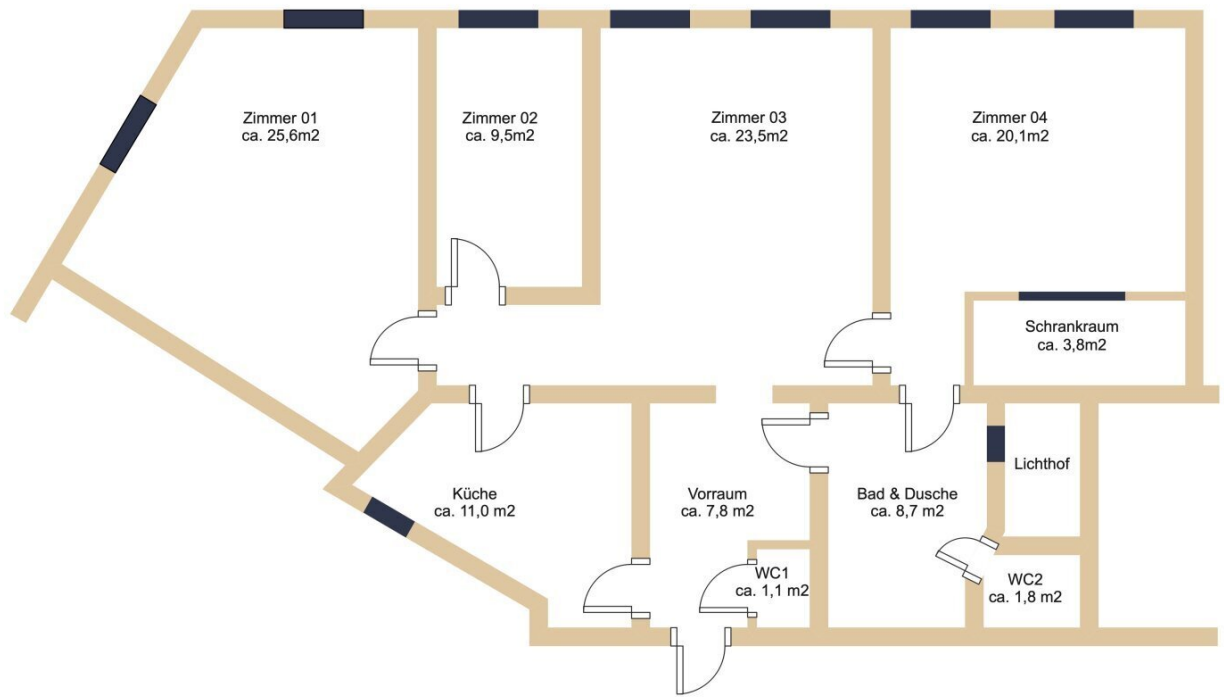 Zimmer 01
ca. 25,6m2
Zimmer 02
ca. 9,5m2
Zimmer 03
ca. 23,5m2
Zimmer 04
ca. 20,1m2
Schrankraum
ca. 3,8m2
Küche
ca. 11,0 m2
Vorraum
ca. 7,8 m2
Bad & Dusche
ca. 8,7 m2
Lichthof
WC1
ca. 1,1 m2
WC2
ca. 1,8 m2